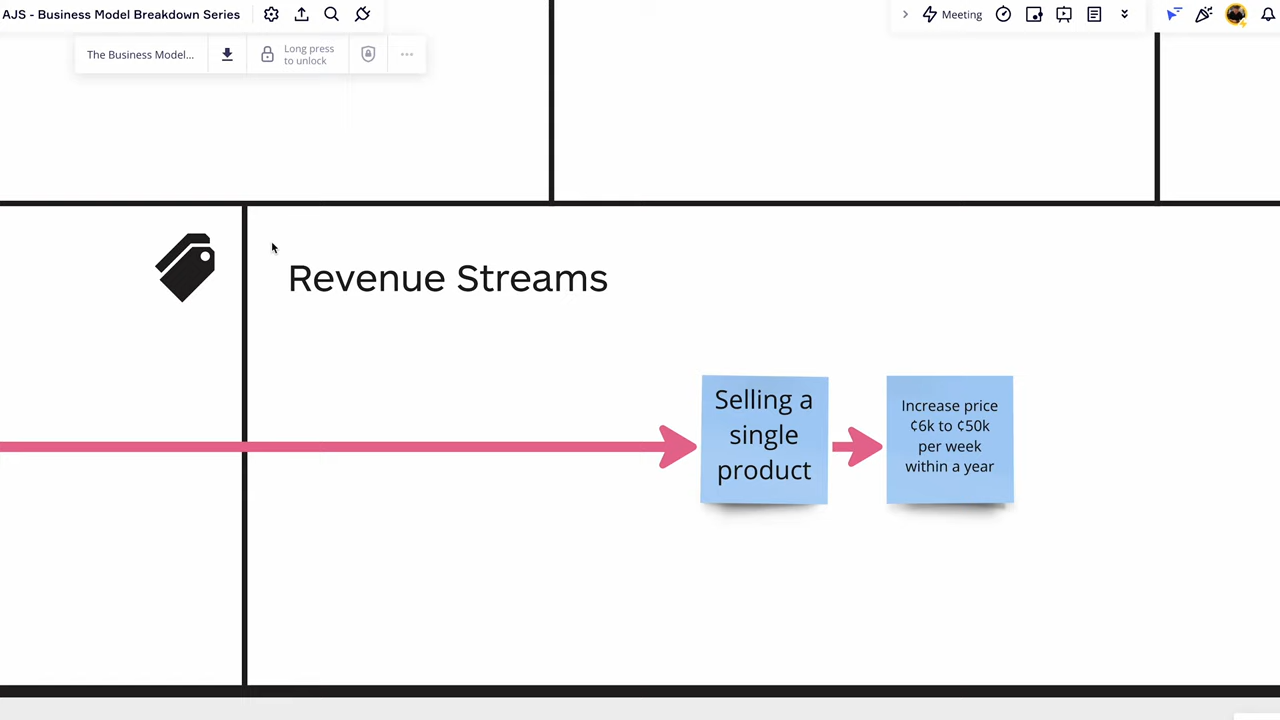 AJS - Business Model Breakdown Series
Meeting
The Business Model...
Long press
to unlock
Revenue Streams
Selling a
single
product
Increase price
¢6k to ¢50k
per week
within a year